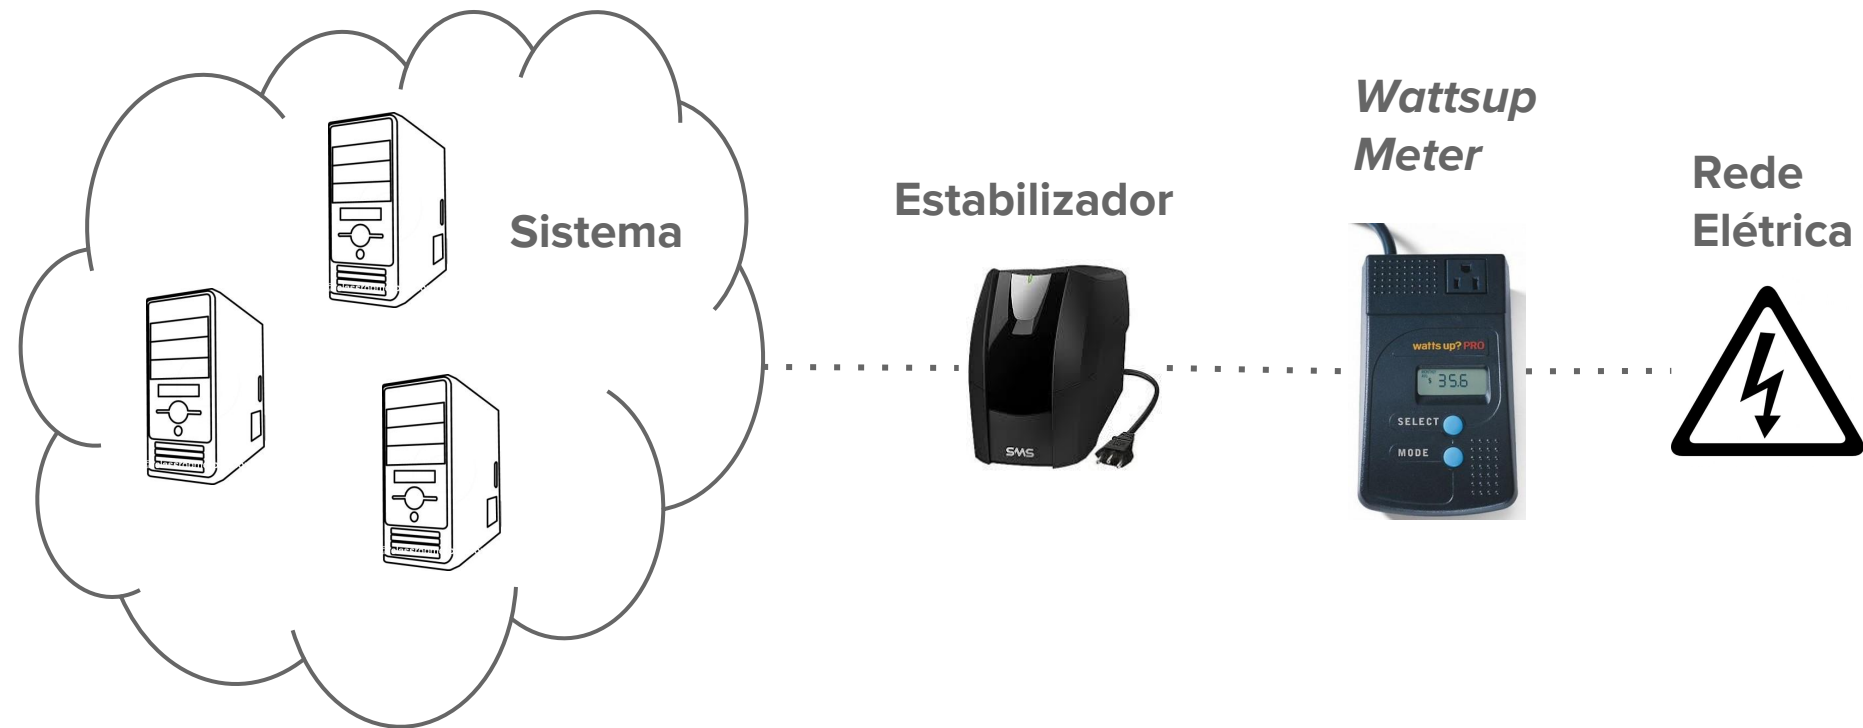 Sistema
Estabilizador
Wattsup
Meter
Rede
Elétrica
SMS
watts up? PRO
35.6
SELECT
MODE